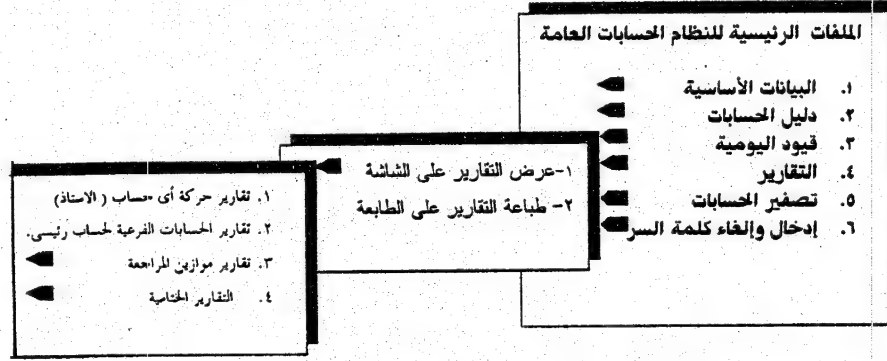 الملفات الرئيسية للنظام الحسابات العامة
١. البيانات الأساسية
٢. دليل الحسابات
٣. قيود اليومية
٤. التقارير
٥. تصفير الحسابات
٦. إدخال وإلغاء كلمة السر
١-عرض التقارير على الشاشة
٢- طباعة التقارير على الطابعة
١. تقارير حركة أى حساب ( الاستاذ)
٢. تقارير الحسابات الفرعية لحساب رئيسى.
٣. تقارير موازين المراجعة
٤. التقارير الختامية